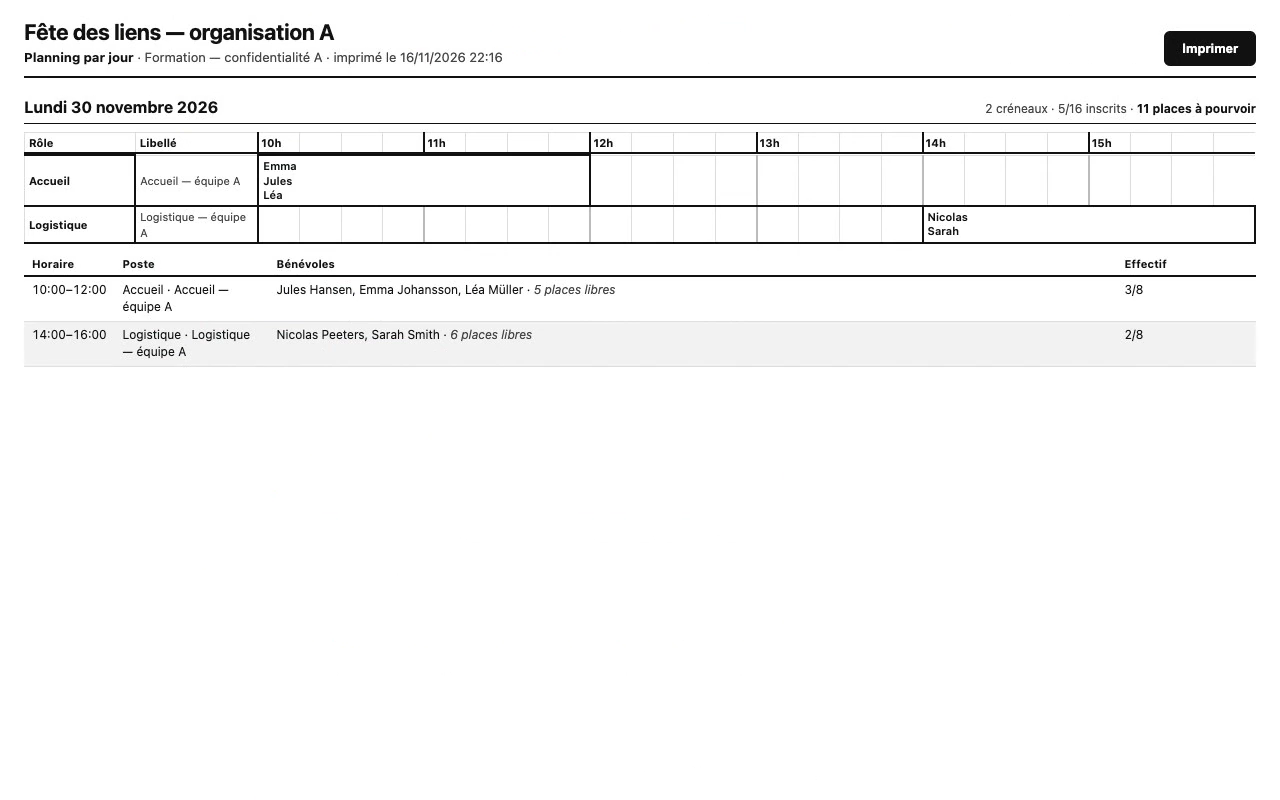 Fête des liens — organisation A
Planning par jour · Formation — confidentialité A · imprimé le 16/11/2026 22:16
Imprimer
Lundi 30 novembre 2026
2 créneaux · 5/16 inscrits · 11 places à pourvoir
Rôle Libellé 10h 11h 12h 13h 14h 15h
Accueil
Accueil — équipe A
Emma
Jules
Léa
Logistique
Logistique — équipe
A
Nicolas
Sarah
Horaire Poste Bénévoles Effectif
10:00–12:00 Accueil · Accueil — Jules Hansen, Emma Johansson, Léa Müller · 5 places libres 3/8
équipe A
14:00–16:00 Logistique · Logistique Nicolas Peeters, Sarah Smith · 6 places libres 2/8
— équipe A